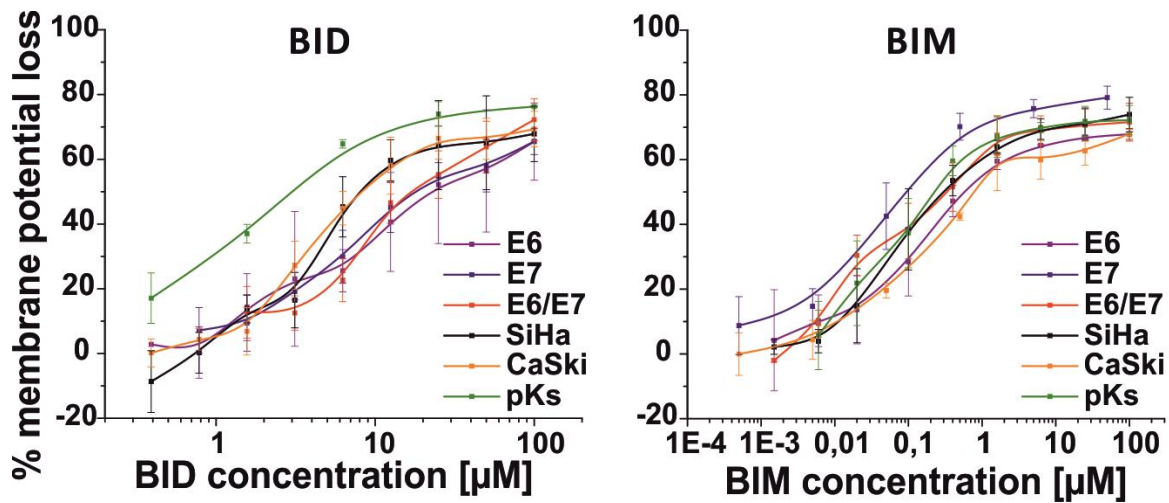 % membrane potential loss
BID
100
80
60
40
20
0
-20
E6
E7
E6/E7
SiHa
CaSki
pKs
1
10
100
BID concentration [µM]
BIM
100
80
60
40
20
0
-20
E6
E7
E6/E7
SiHa
CaSki
pKs
1E-4
1E-3
0,01
0,1
1
10
100
BIM concentration [µM]